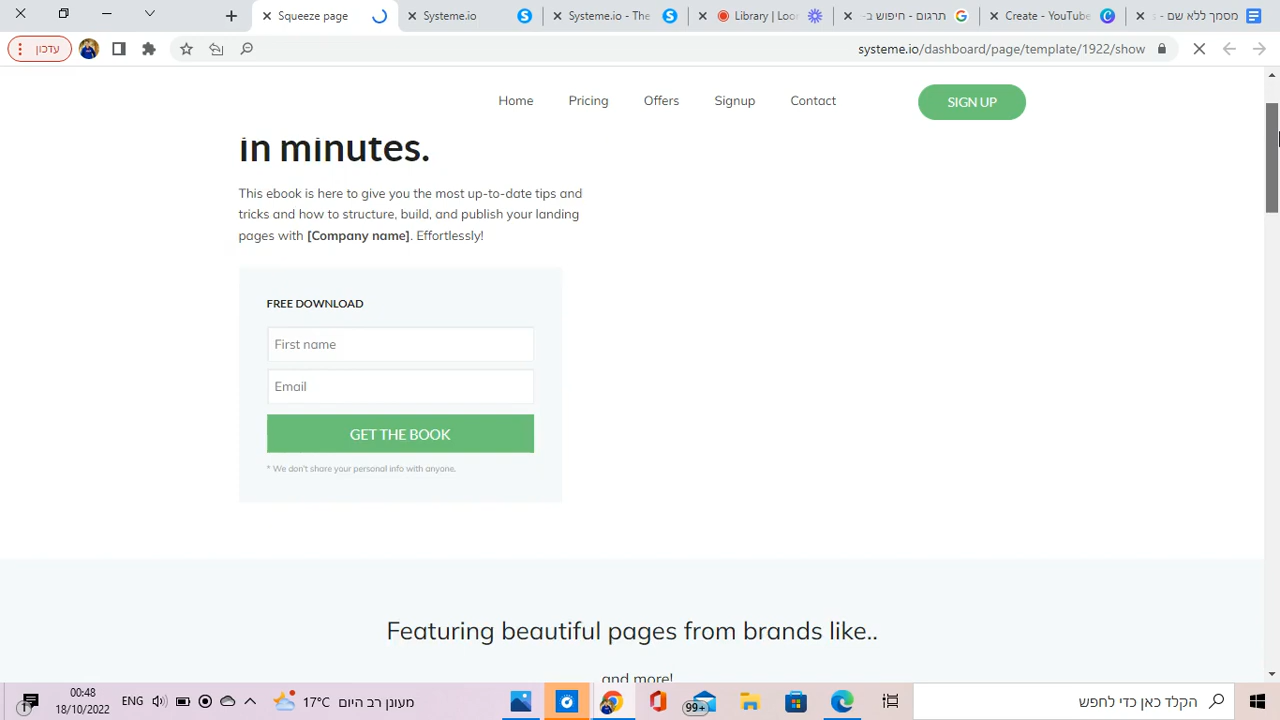 Squeeze page
Systeme.io
Systeme.io - The
Library | Loo
תרגום - חיפוש ב-
Create - YouTube
מסמך ללא שם - s
עדכון
systeme.io/dashboard/page/template/1922/show
Home
Pricing
Offers
Signup
Contact
SIGN UP
in minutes.
This ebook is here to give you the most up-to-date tips and
tricks and how to structure, build, and publish your landing
pages with [Company name]. Effortlessly!
FREE DOWNLOAD
First name
Email
GET THE BOOK
* We don't share your personal info with anyone.
Featuring beautiful pages from brands like..
and more!
00:48
18/10/2022
ENG
17°C מעונן רב היום
99+
הקלד כאן כדי לחפש